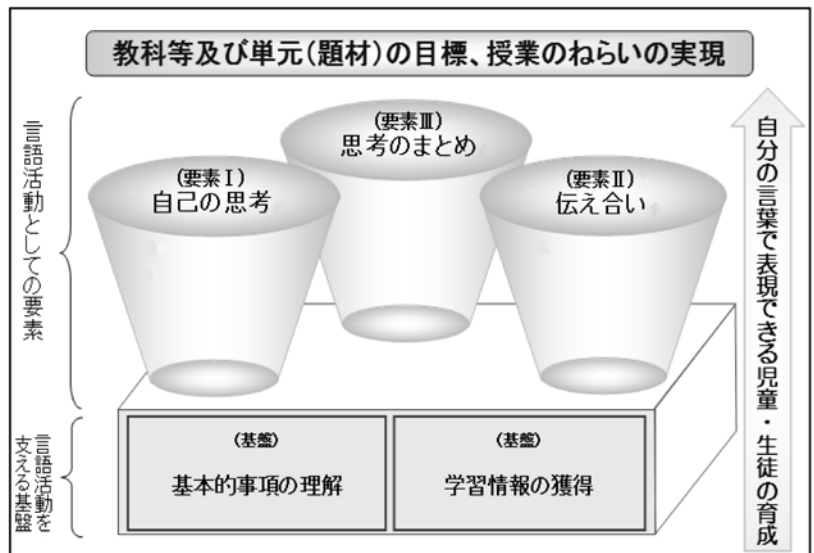 教科等及び単元(題材)の目標、授業のねらいの実現
言語活動としての要素
(要素Ⅰ)
自己の思考
(要素Ⅲ)
思考のまとめ
(要素Ⅱ)
伝え合い
自分の言葉で表現できる児童・生徒の育成
言語活動を
支える基盤
(基盤)
基本的事項の理解
(基盤)
学習情報の獲得